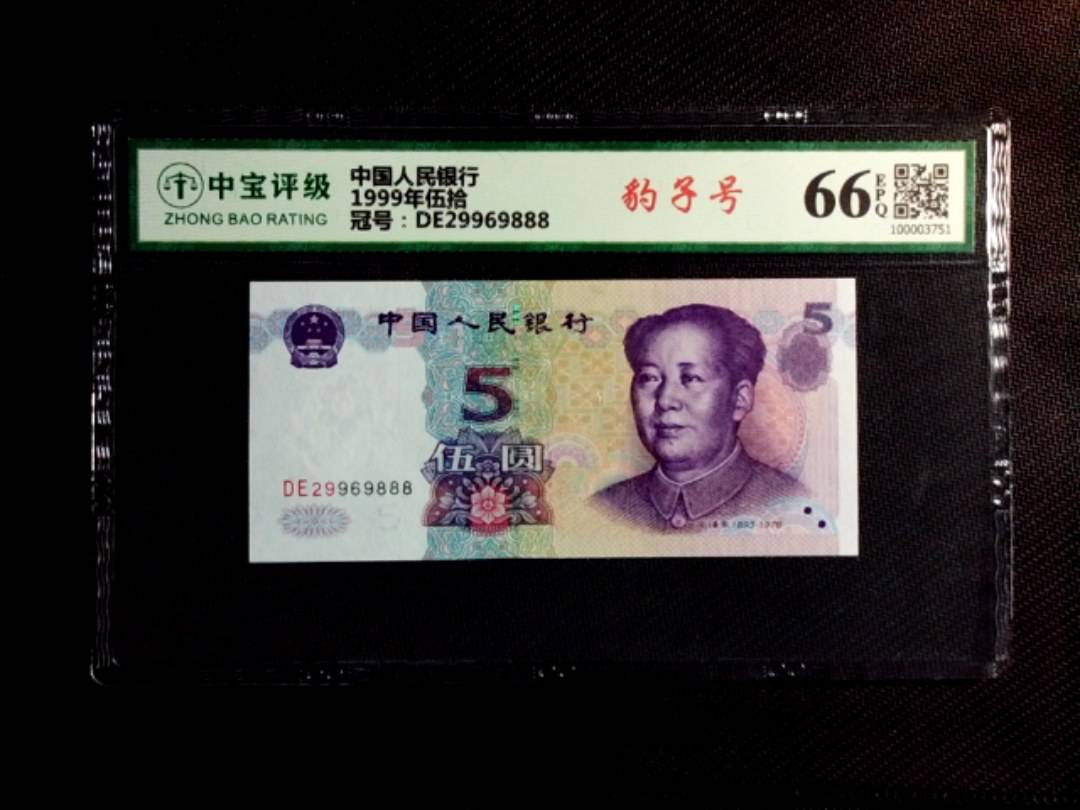 中宝评级
ZHONG BAO RATING
中国人民银行
1999年伍拾
冠号：DE29969888
豹子号
66
EPQ
100003751
中国人民银行
5
5
伍圆
DE29969888
1893-1976